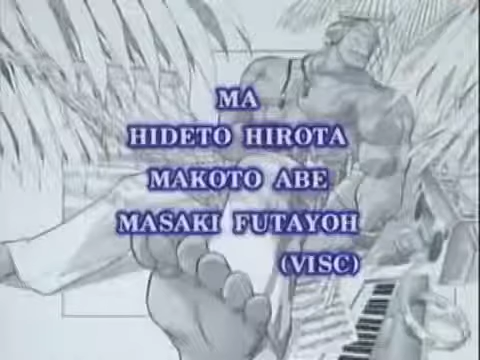 MA
HIDETO HIROTA
MAKOTO ABE
MASAKI FUTAYOH
(VISC)